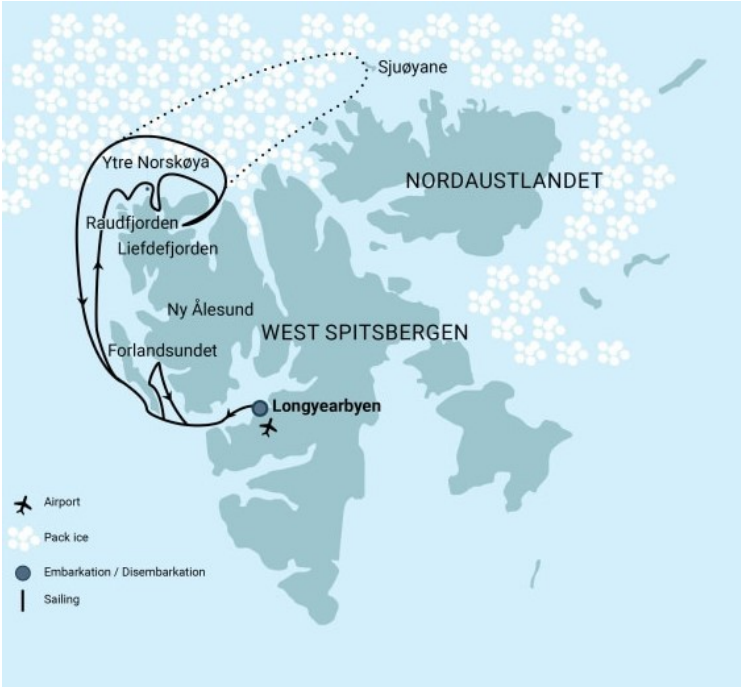 Sjuøyane
Ytre Norskøya
NORDAUSTLANDET
Raudfjorden
Liefdefjorden
Ny Ålesund
WEST SPITSBERGEN
Forlandsundet
Longyearbyen
Airport
Pack ice
Embarkation / Disembarkation
Sailing